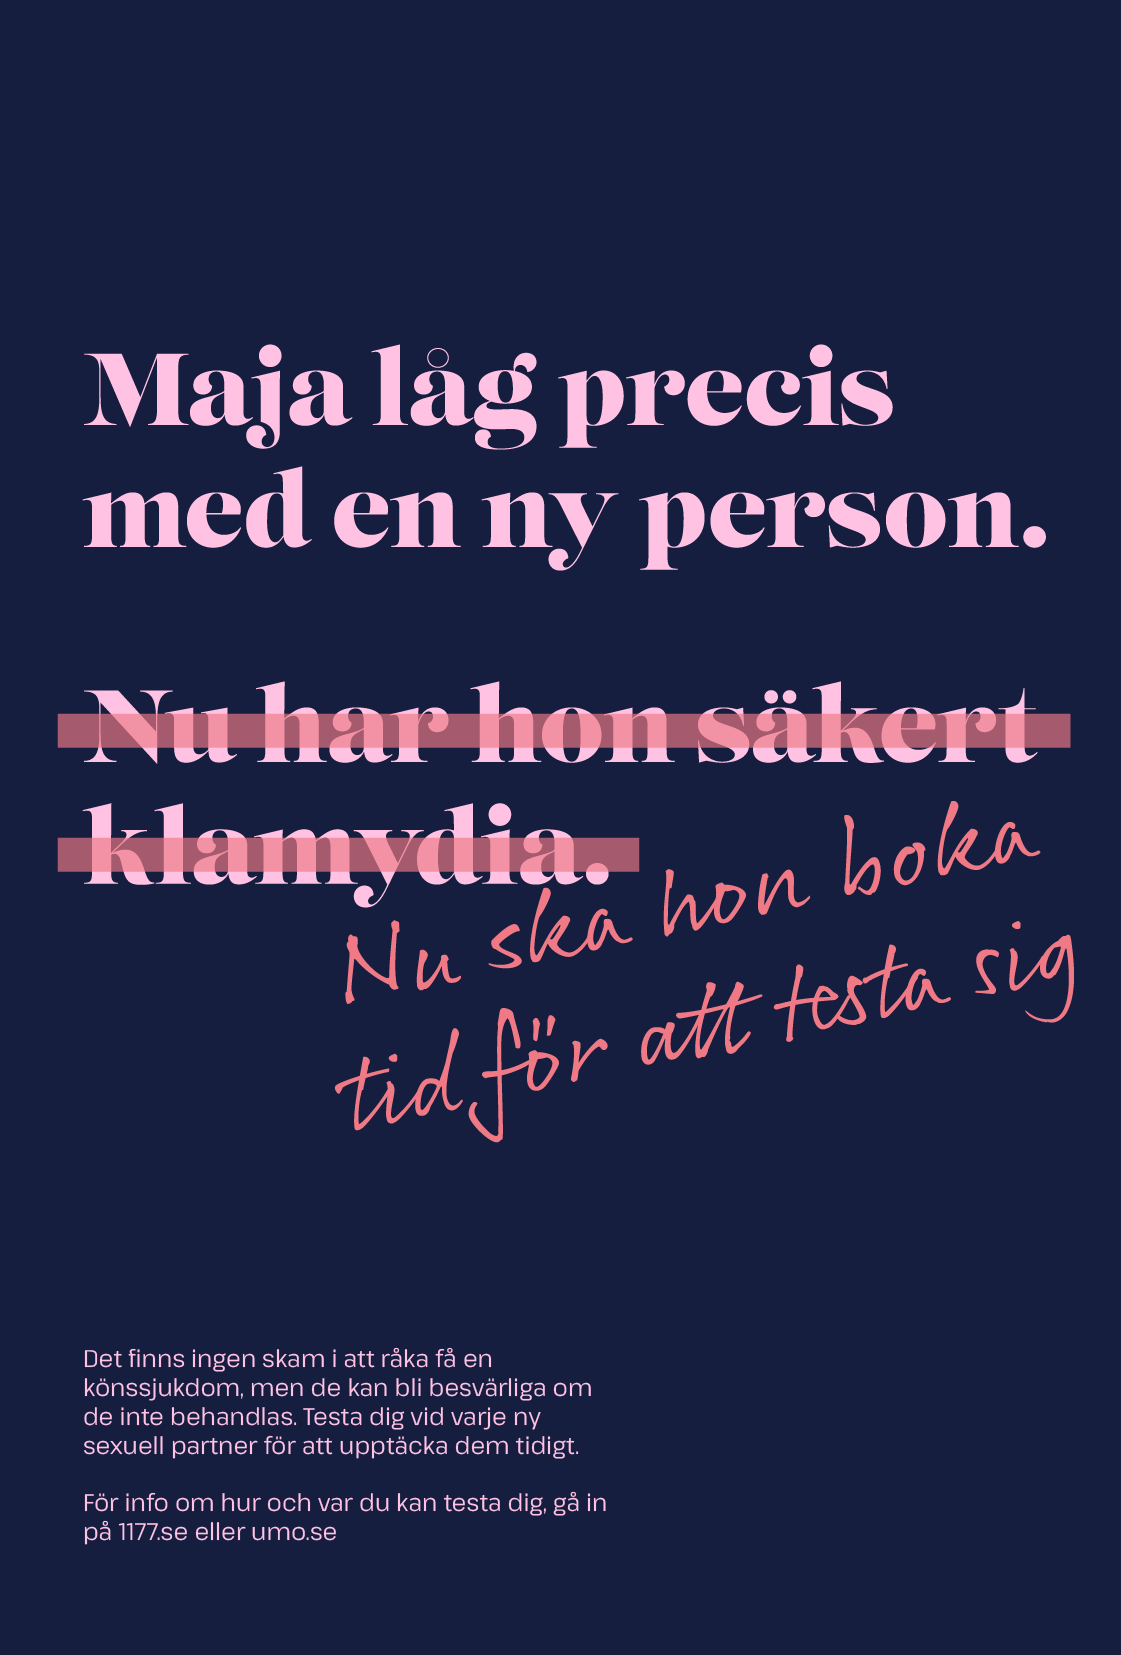 Maja låg precis
med en ny person.
Nu har hon säkert
klamydia.
Nu ska hon boka
tid för att testa sig
Det finns ingen skam i att råka få en
könssjukdom, men de kan bli besvärliga om
de inte behandlas. Testa dig vid varje ny
sexuell partner för att upptäcka dem tidigt.
För info om hur och var du kan testa dig, gå in
på 1177.se eller umo.se